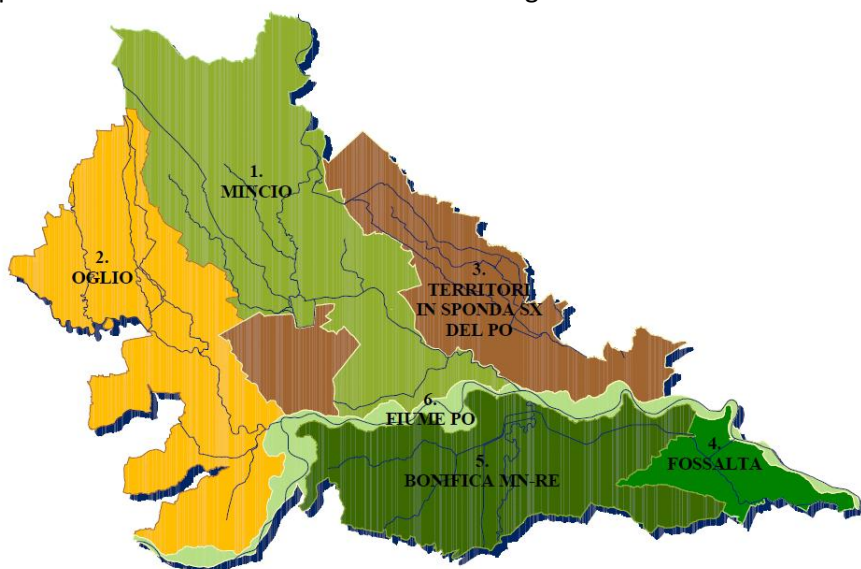 1.
MINCIO
2.
OGLIO
3.
TERRITORI
IN SPONDA SX
DEL PO
6.
FIUME PO
4.
FOSSALTA
5.
BONIFICA MN-RE